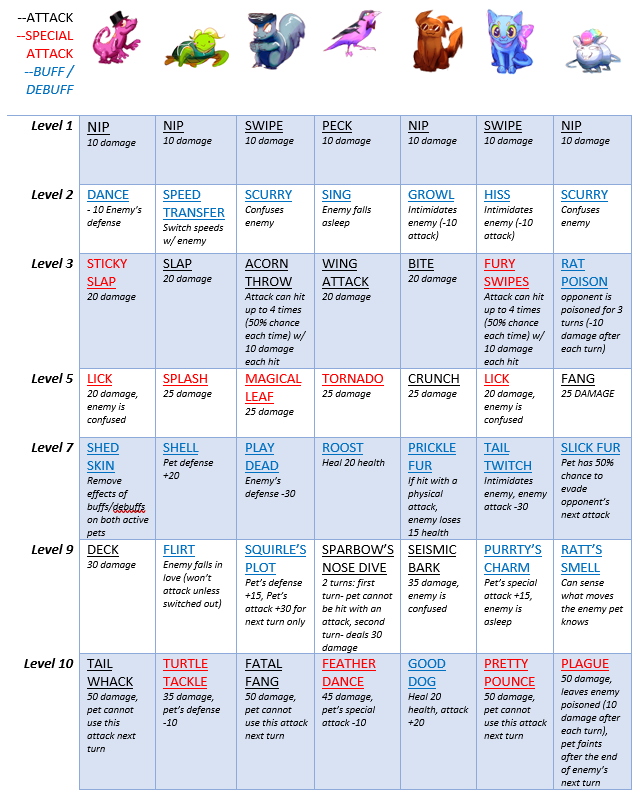 --ATTACK
--SPECIAL
ATTACK
--BUFF /
DEBUFF
Level 1
NIP
10 damage
NIP
10 damage
SWIPE
10 damage
PECK
10 damage
NIP
10 damage
SWIPE
10 damage
NIP
10 damage
Level 2
DANCE
- 10 Enemy's
defense
SPEED
TRANSFER
Switch speeds
w/ enemy
SCURRY
Confuses
enemy
SING
Enemy falls
asleep
GROWL
Intimidates
enemy (-10
attack)
HISS
Intimidates
enemy (-10
attack)
SCURRY
Confuses
enemy
Level 3
STICKY
SLAP
20 damage
SLAP
20 damage
ACORN
THROW
Attack can hit
up to 4 times
(50% chance
each time) w/
10 damage
each hit
WING
ATTACK
20 damage
BITE
20 damage
FURY
SWIPES
Attack can hit
up to 4 times
(50% chance
each time) w/
10 damage
each hit
RAT
POISON
opponent is
poisoned for 3
turns (-10
damage after
each turn)
Level 5
LICK
20 damage,
enemy is
confused
SPLASH
25 damage
MAGICAL
LEAF
25 damage
TORNADO
25 damage
CRUNCH
25 damage
LICK
20 damage,
enemy is
confused
FANG
25 DAMAGE
Level 7
SHED
SKIN
Remove
effects of
buffs/debuffs
on both active
pets
SHELL
Pet defense
+20
PLAY
DEAD
Enemy's
defense -30
ROOST
Heal 20 health
PRICKLE
FUR
If hit with a
physical
attack,
enemy loses
15 health
TAIL
TWITCH
Intimidates
enemy, enemy
attack -30
SLICK FUR
Pet has 50%
chance to
evade
opponent's
next attack
Level 9
DECK
30 damage
FLIRT
Enemy falls in
love (won't
attack unless
switched out)
SQUIRLE'S
PLOT
Pet's defense
+15, Pet's
attack +30 for
next turn only
SPARBOW'S
NOSE DIVE
2 turns: first
turn- pet cannot
be hit with an
attack, second
turn- deals 30
damage
SEISMIC
BARK
35 damage,
enemy is
confused
PURRTY'S
CHARM
Pet's special
attack +15,
enemy is
asleep
RATT'S
SMELL
Can sense
what moves
the enemy pet
knows
Level 10
TAIL
WHACK
50 damage,
pet cannot
use this
attack next
turn
TURTLE
TACKLE
35 damage,
pet's defense
-10
FATAL
FANG
50 damage,
pet cannot
use this attack
next turn
FEATHER
DANCE
45 damage,
pet's special
attack -10
GOOD
DOG
Heal 20
health, attack
+20
PRETTY
POUNCE
50 damage,
pet cannot use
this attack
next turn
PLAGUE
50 damage,
leaves enemy
poisoned (10
damage after
each turn),
pet faints
after the end
of enemy's
next turn